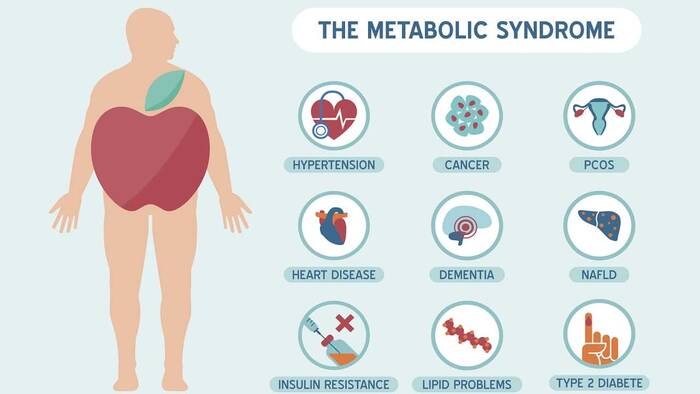 THE METABOLIC SYNDROME
HYPERTENSION
CANCER
PCOS
HEART DISEASE
DEMENTIA
NAFLD
INSULIN RESISTANCE
LIPID PROBLEMS
TYPE 2 DIABETE